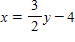 x = 3/2 y − 4